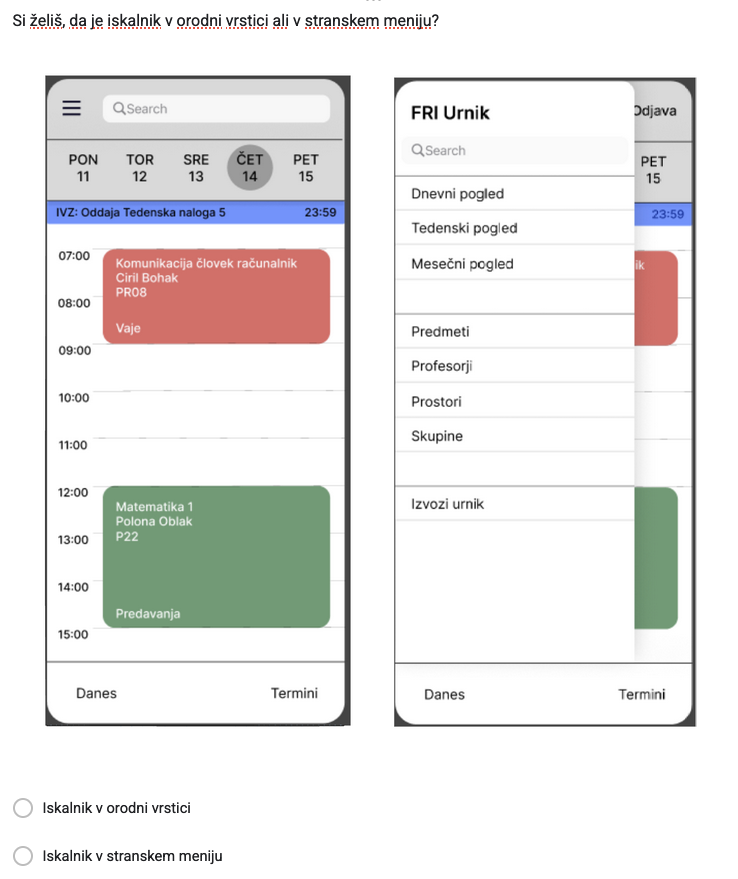 Si želiš, da je iskalnik v orodni vrstici ali v stranskem meniju?
Search
PON TOR SRE ČET PET
11 12 13 14 15
IVZ: Oddaja Tedenska naloga 5 23:59
07:00
Komunikacija človek računalnik
Ciril Bohak
PR08
08:00
Vaje
09:00
10:00
11:00
12:00
Matematika 1
Polona Oblak
P22
13:00
14:00
Predavanja
15:00
Danes Termini
FRI Urnik
Odjava
Search
PET
15
Dnevni pogled
23:59
Tedenski pogled
Mesečni pogled
ik
Predmeti
Profesorji
Prostori
Skupine
Izvozi urnik
Danes Termini
Iskalnik v orodni vrstici
Iskalnik v stranskem meniju